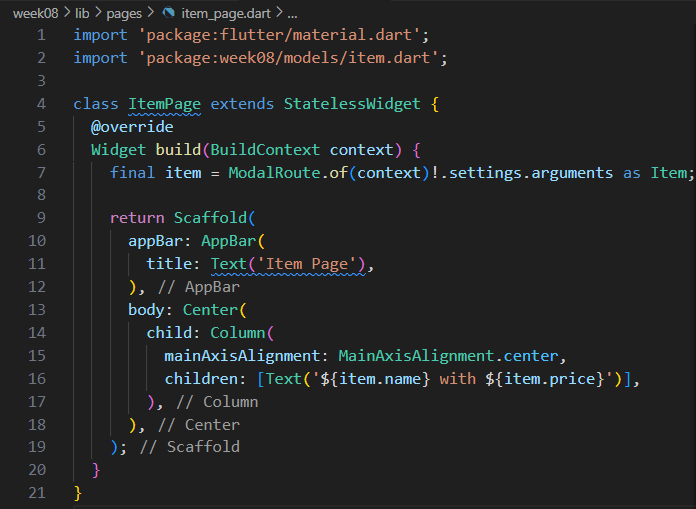 week08 > lib > pages > item_page.dart > ...
1 import 'package:flutter/material.dart';
2 import 'package:week08/models/item.dart';
3
4 class ItemPage extends StatelessWidget {
5   @override
6   Widget build(BuildContext context) {
7     final item = ModalRoute.of(context)!.settings.arguments as Item;
8
9     return Scaffold(
10       appBar: AppBar(
11         title: Text('Item Page'),
12       ), // AppBar
13       body: Center(
14         child: Column(
15           mainAxisAlignment: MainAxisAlignment.center,
16           children: [Text('${item.name} with ${item.price}')],
17         ), // Column
18       ), // Center
19     ); // Scaffold
20   }
21 }